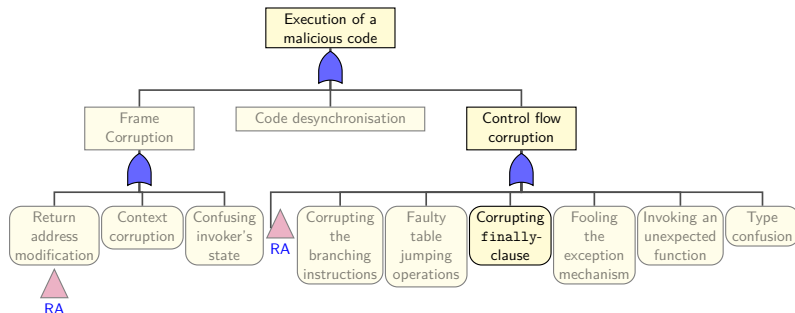 Execution of a
malicious code
Frame
Corruption
Code desynchronisation
Control flow
corruption
Return
address
modification
Context
corruption
Confusing
invoker's
state
RA
Corrupting
the
branching
instructions
Faulty
table
jumping
operations
Corrupting
finally-
clause
Fooling
the
exception
mechanism
Invoking an
unexpected
function
Type
confusion
RA